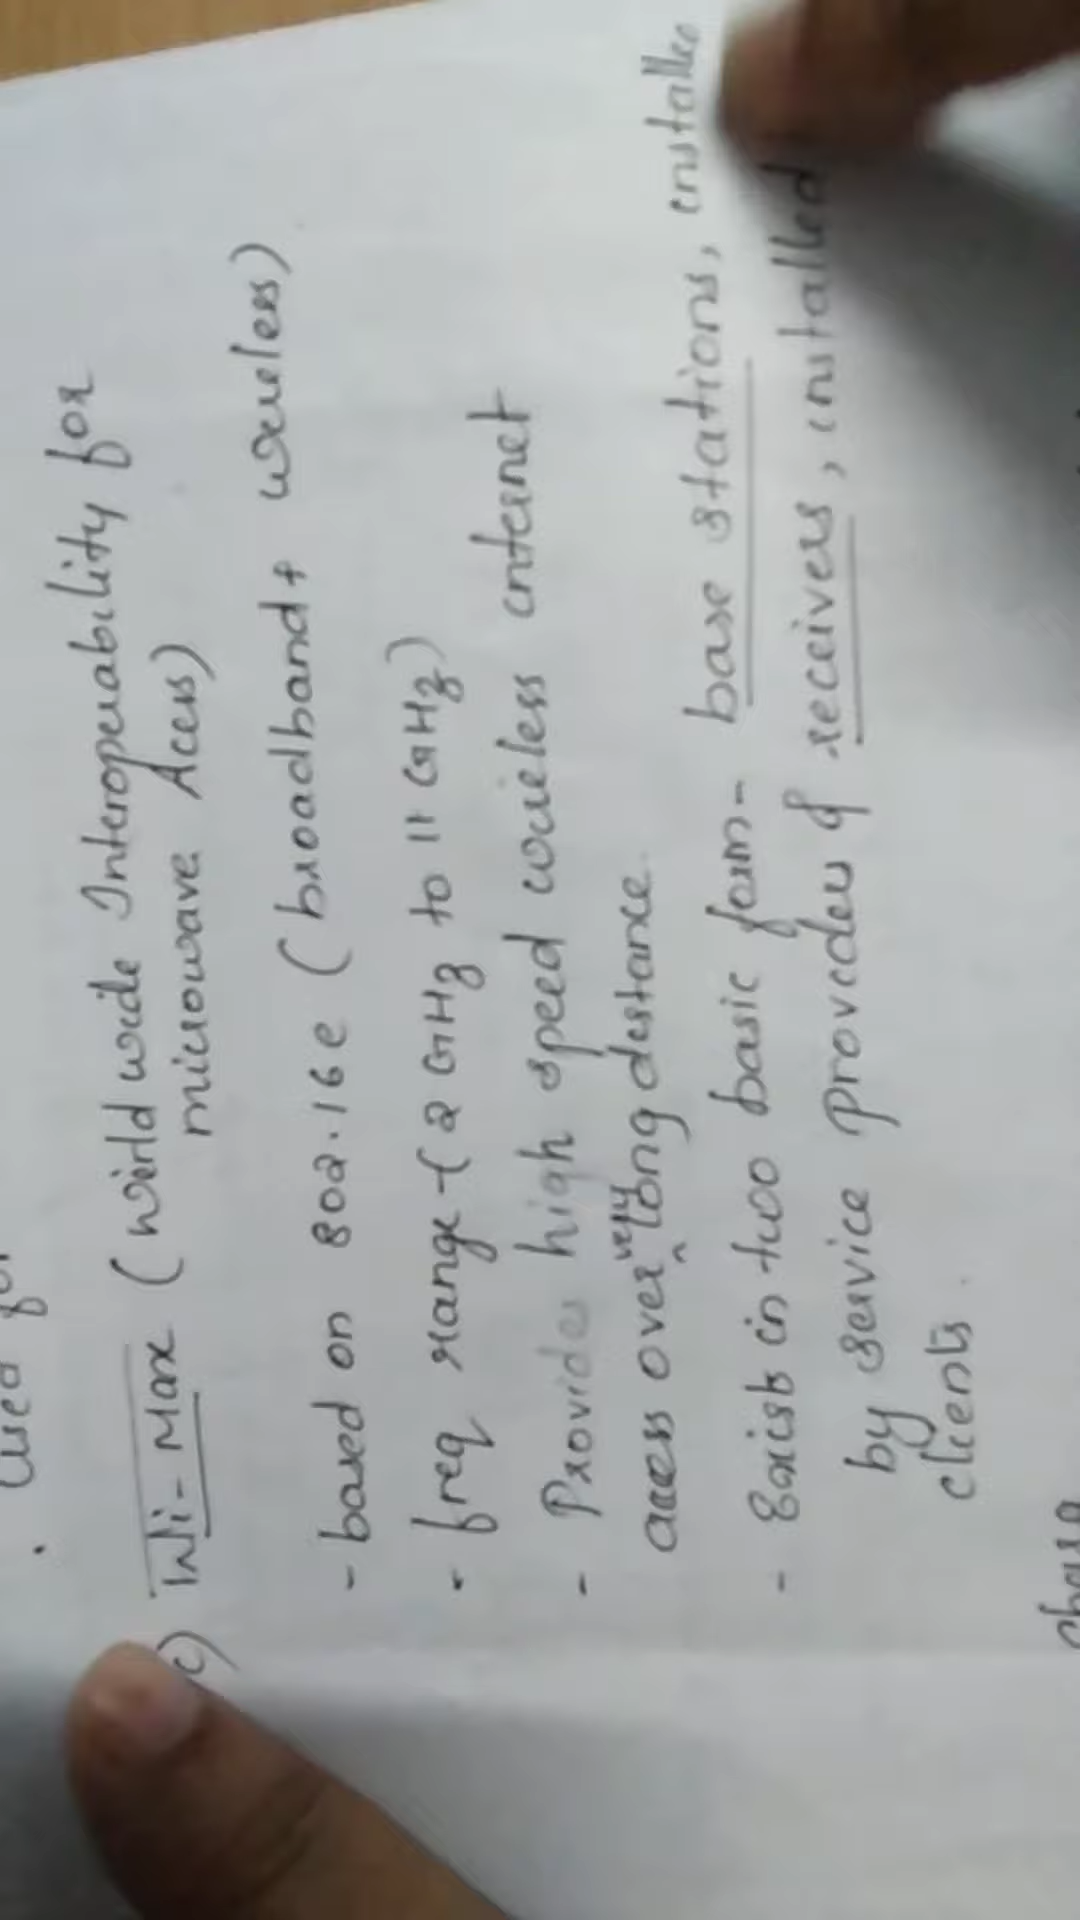 . used for
c) Wi-Max (World wide Interoperability for
microwave Access)
- based on 802.16e (broadband + wireless)
- freq range - (2 GHz to 11 GHz)
- Provides high speed wireless internet
access over very long distance
- Exists in two basic form - base stations, installed
by service provider & receivers, installed
clients.